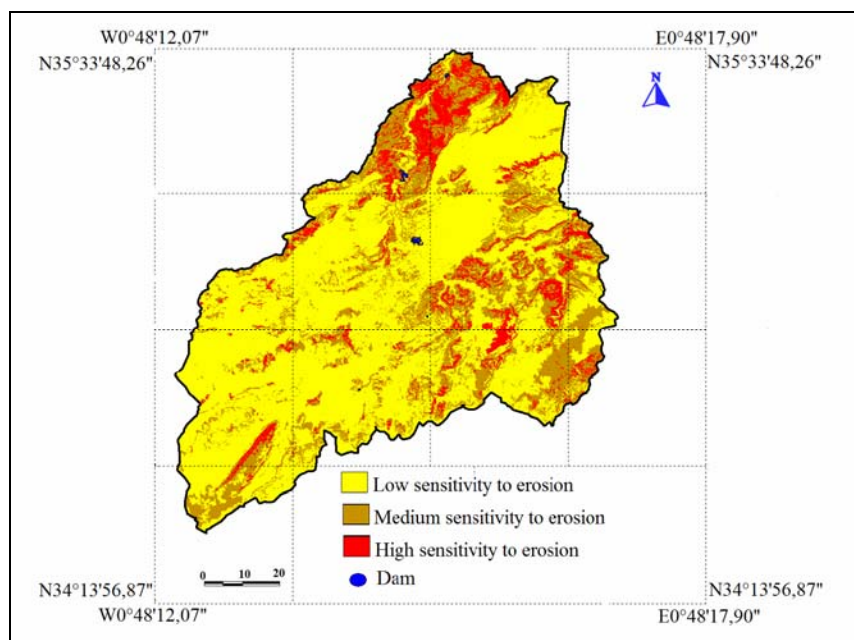 W0°48'12,07" E0°48'17,90"
N35°33'48,26" N35°33'48,26"
N
Low sensitivity to erosion
Medium sensitivity to erosion
High sensitivity to erosion
Dam
0 10 20
N34°13'56,87" N34°13'56,87"
W0°48'12,07" E0°48'17,90"